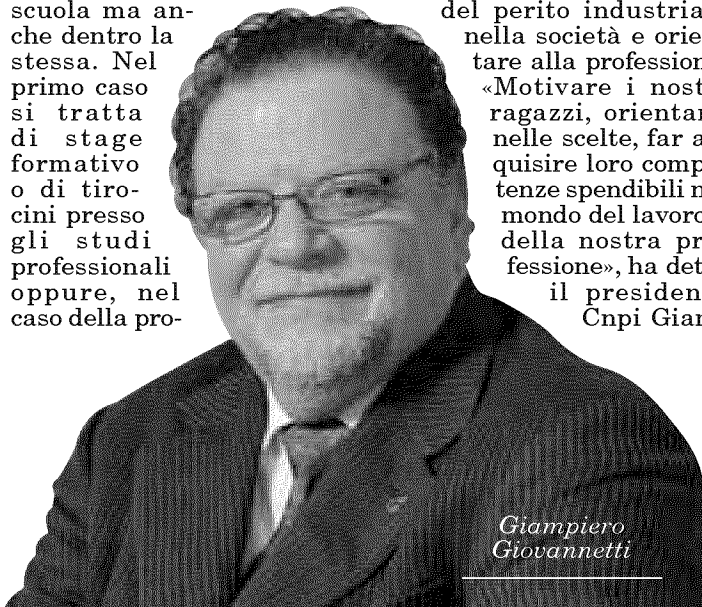 scuola ma an-
che dentro la
stessa. Nel
primo caso
si tratta
di stage
formativo
o di tiro-
cini presso
gli studi
professionali
oppure, nel
caso della pro-
del perito industria
nella società e orie
tare alla profession
«Motivare i nost
ragazzi, orientar
nelle scelte, far a
quisire loro comp
tenze spendibili n
mondo del lavoro
della nostra pr
fessione», ha det
il presiden
Cnpi Gian
Giampiero
Giovannetti